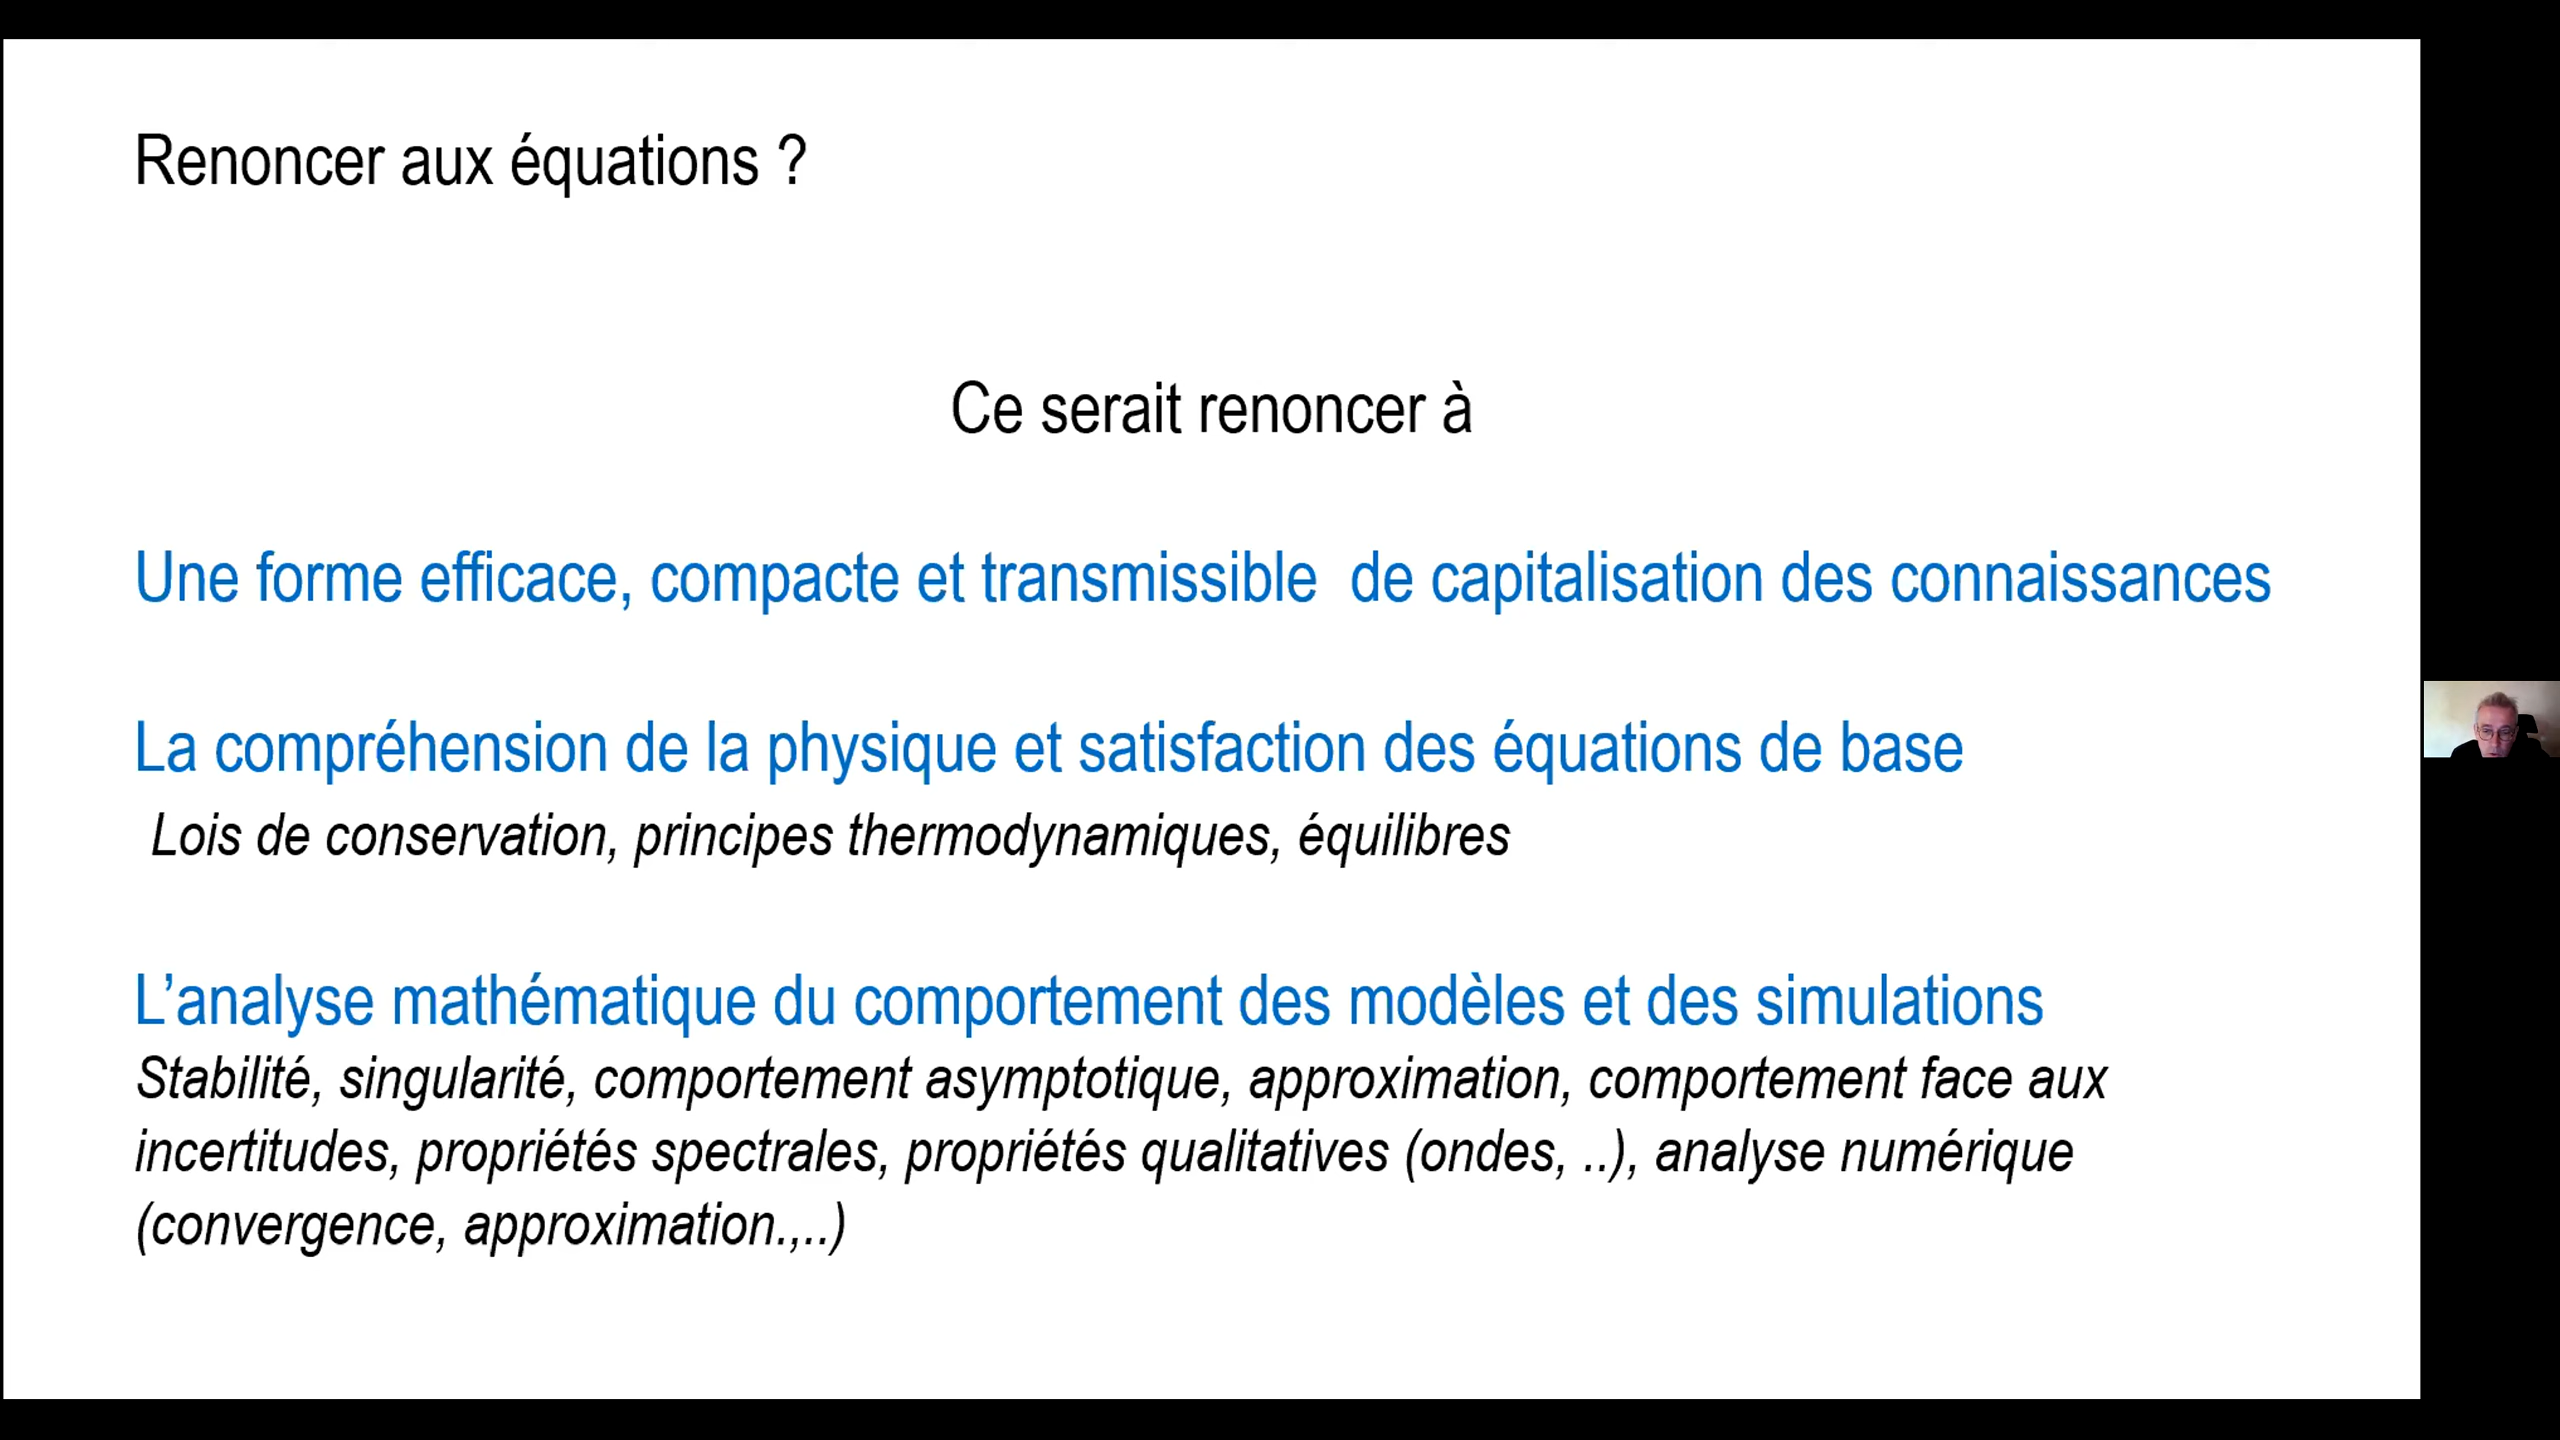 Renoncer aux équations ?
Ce serait renoncer à
Une forme efficace, compacte et transmissible  de capitalisation des connaissances
La compréhension de la physique et satisfaction des équations de base
Lois de conservation, principes thermodynamiques, équilibres
L’analyse mathématique du comportement des modèles et des simulations
Stabilité, singularité, comportement asymptotique, approximation, comportement face aux
incertitudes, propriétés spectrales, propriétés qualitatives (ondes, ..), analyse numérique
(convergence, approximation.,..)